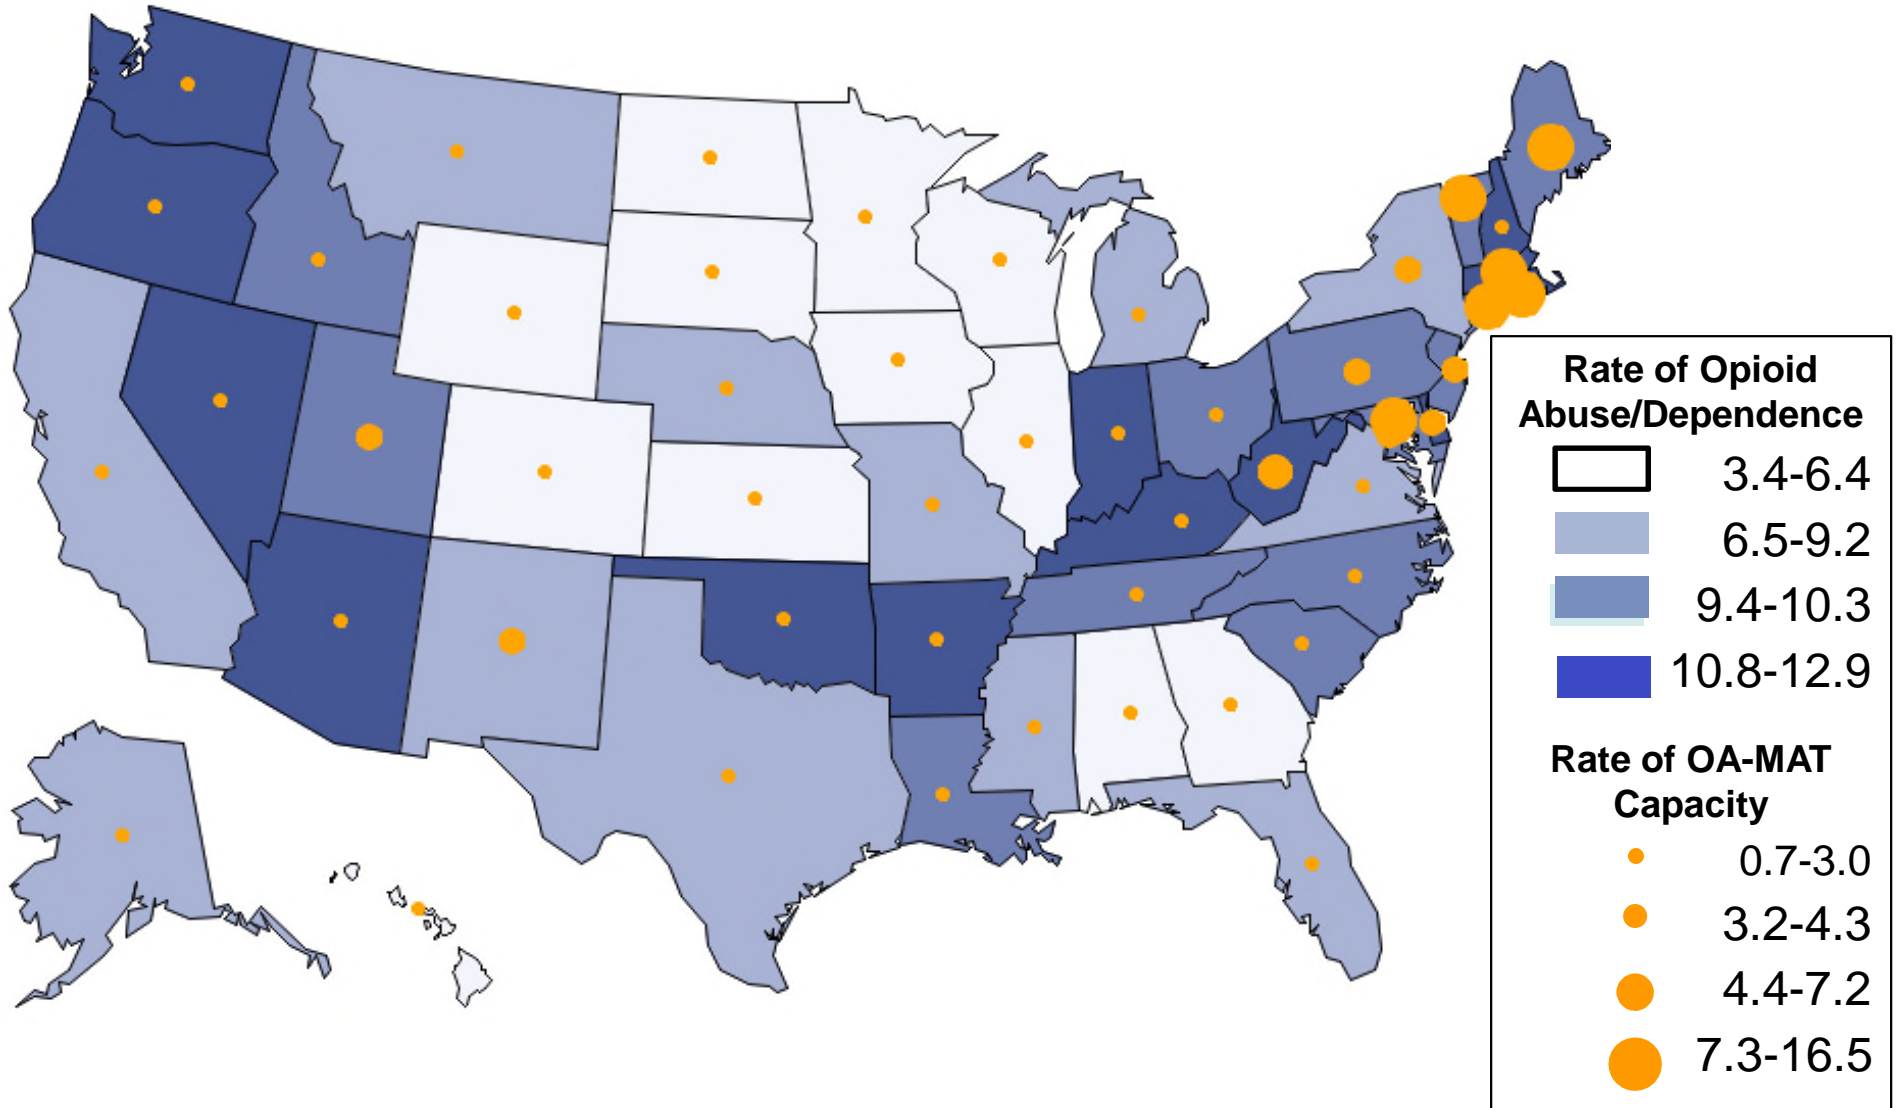 Rate of Opioid
Abuse/Dependence
3.4-6.4
6.5-9.2
9.4-10.3
10.8-12.9
Rate of OA-MAT
Capacity
0.7-3.0
3.2-4.3
4.4-7.2
7.3-16.5